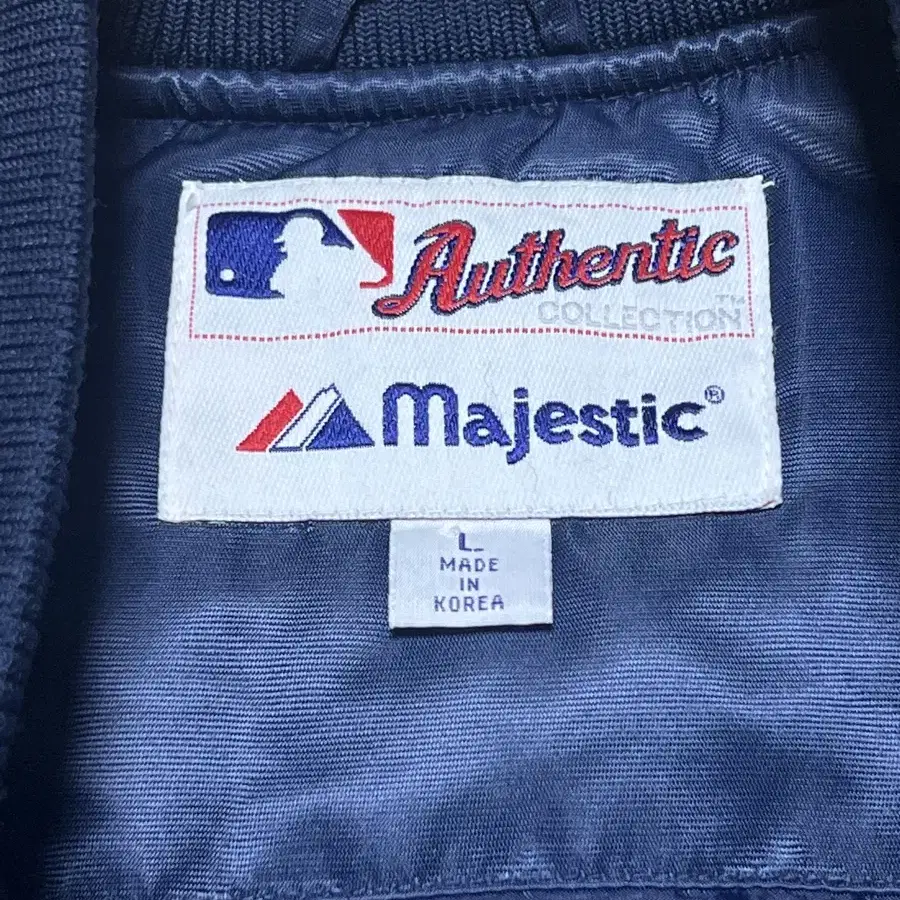 Authentic
COLLECTION™
Majestic®
L
MADE
IN
KOREA